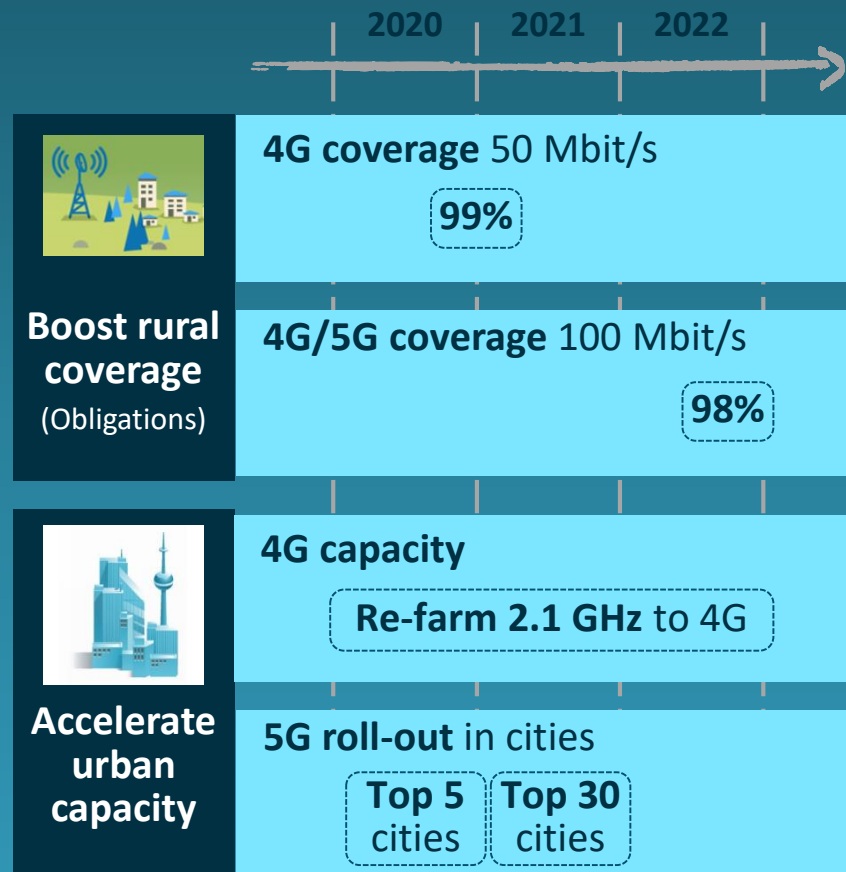 2020 2021 2022
4G coverage 50 Mbit/s
99%
Boost rural
coverage
(Obligations)
4G/5G coverage 100 Mbit/s
98%
4G capacity
Re-farm 2.1 GHz to 4G
Accelerate
urban
capacity
5G roll-out in cities
Top 5
cities
Top 30
cities